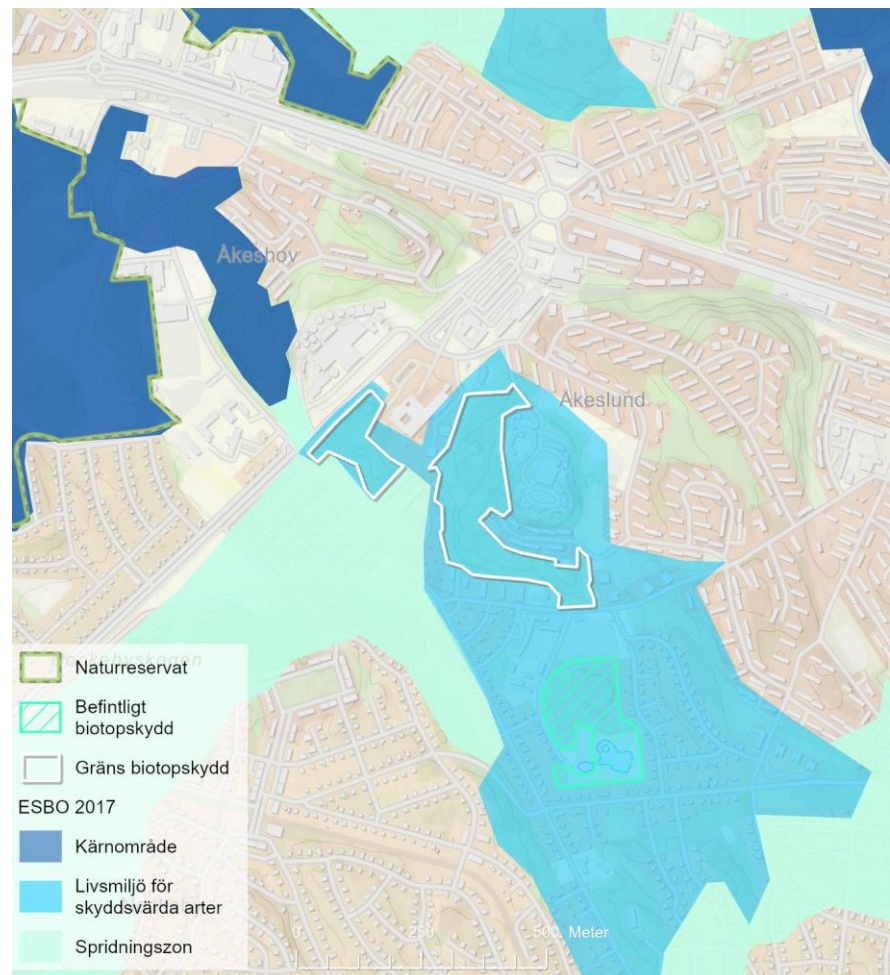 Åkeshov
Åkeslund
Naturreservat
Befintligt
biotopskydd
Gräns biotopskydd
ESBO 2017
Kärnområde
Livsmiljö för
skyddsvärda arter
Spridningszon
0 250 500 Meter